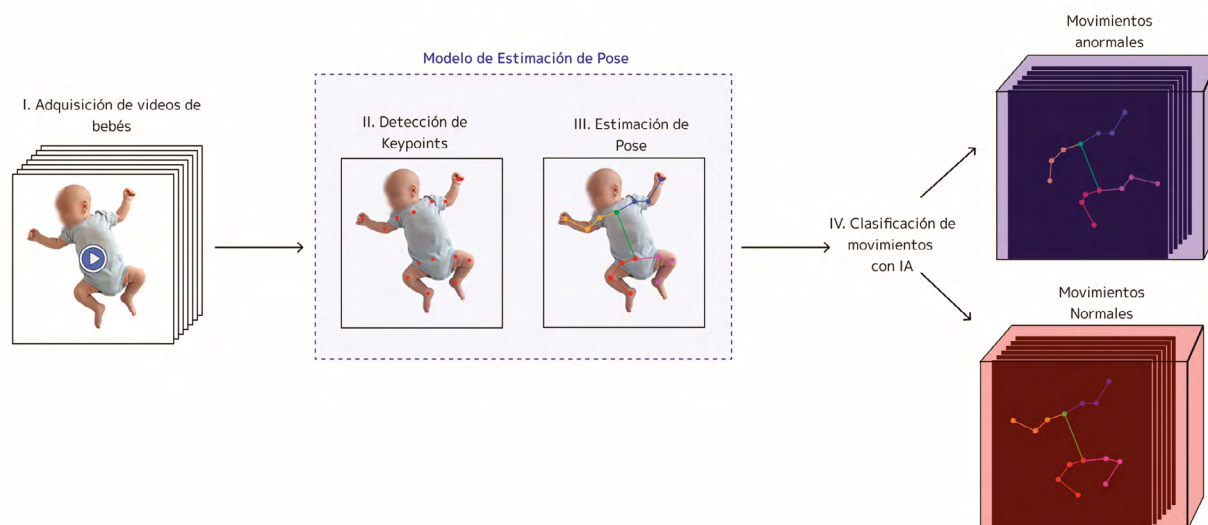 Modelo de Estimación de Pose
I. Adquisición de videos de
bebés
II. Detección de
Keypoints
III. Estimación de
Pose
IV. Clasificación de
movimientos
con IA
Movimientos
anormales
Movimientos
Normales